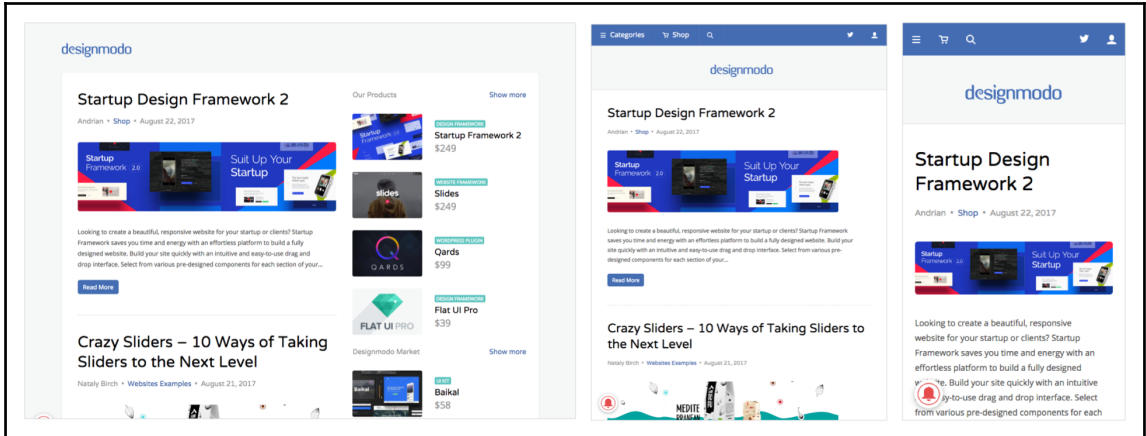 designmodo
Startup Design Framework 2
Andrian • Shop • August 22, 2017
Startup
Framework 2.0
Suit Up Your
Startup
Looking to create a beautiful, responsive website for your startup or clients? Startup
Framework saves you time and energy with an effortless platform to build a fully
designed website. Build your site quickly with an intuitive and easy-to-use drag and
drop interface. Select from various pre-designed components for each section of your...
Read More
Crazy Sliders – 10 Ways of Taking
Sliders to the Next Level
Nataly Birch • Websites Examples • August 21, 2017
Our Products
Show more
Startup
Framework 2.0
DESIGN FRAMEWORK
Startup Framework 2
$249
slides
WEBSITE FRAMEWORK
Slides
$249
QARDS
WORDPRESS PLUGIN
Qards
$99
FLAT UI PRO
DESIGN FRAMEWORK
Flat UI Pro
$39
Designmodo Market
Show more
Baikal
UI KIT
Baikal
$58
Categories
Shop
designmodo
Startup Design Framework 2
Andrian • Shop • August 22, 2017
Startup
Framework 2.0
Suit Up Your
Startup
Looking to create a beautiful, responsive website for your startup or clients? Startup Framework
saves you time and energy with an effortless platform to build a fully designed website. Build your
site quickly with an intuitive and easy-to-use drag and drop interface. Select from various pre-
designed components for each section of your...
Read More
Crazy Sliders – 10 Ways of Taking Sliders to
the Next Level
Nataly Birch • Websites Examples • August 21, 2017
MEDITE
RRANEAN
designmodo
Startup Design
Framework 2
Andrian • Shop • August 22, 2017
Startup
Framework 2.0
Suit Up Your
Startup
Looking to create a beautiful, responsive
website for your startup or clients? Startup
Framework saves you time and energy with an
effortless platform to build a fully designed
Build your site quickly with an intuitive
y-to-use drag and drop interface. Select
from various pre-designed components for each